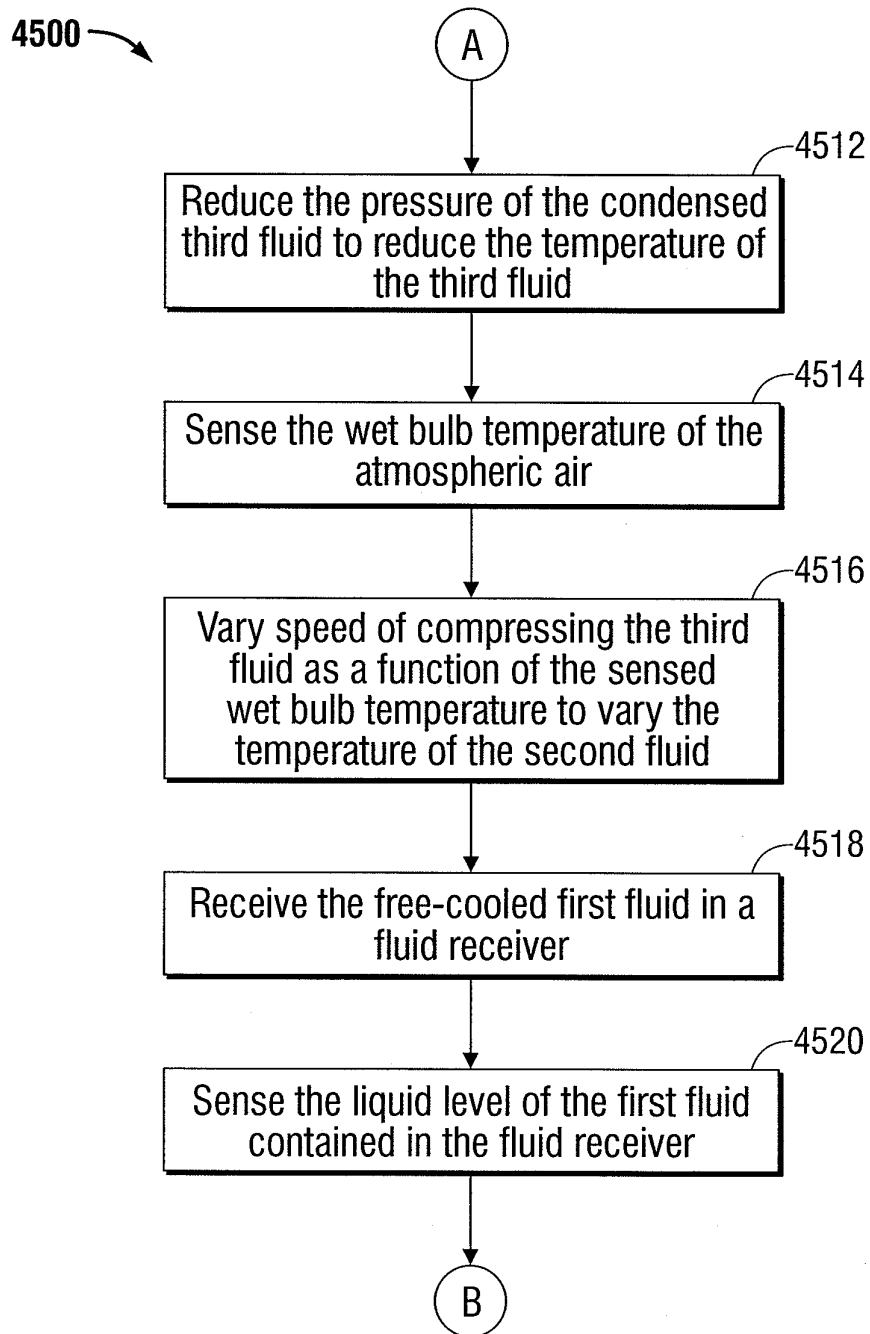 4500
A
4512
Reduce the pressure of the condensed
third fluid to reduce the temperature of
the third fluid
4514
Sense the wet bulb temperature of the
atmospheric air
4516
Vary speed of compressing the third
fluid as a function of the sensed
wet bulb temperature to vary the
temperature of the second fluid
4518
Receive the free-cooled first fluid in a
fluid receiver
4520
Sense the liquid level of the first fluid
contained in the fluid receiver
B